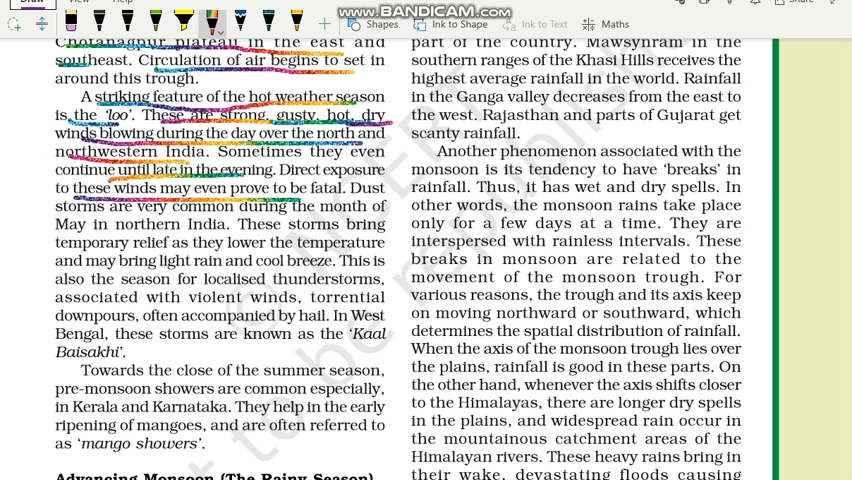 Draw
www.BANDICAM.com
Shapes
Ink to Shape
Ink to Text
Maths
Chotanagpur plateau in the east and
southeast. Circulation of air begins to set in
around this trough.
A striking feature of the hot weather season
is the 'loo'. These are strong, gusty, hot, dry
winds blowing during the day over the north and
northwestern India. Sometimes they even
continue until late in the evening. Direct exposure
to these winds may even prove to be fatal. Dust
storms are very common during the month of
May in northern India. These storms bring
temporary relief as they lower the temperature
and may bring light rain and cool breeze. This is
also the season for localised thunderstorms,
associated with violent winds, torrential
downpours, often accompanied by hail. In West
Bengal, these storms are known as the 'Kaal
Baisakhi'.
Towards the close of the summer season,
pre-monsoon showers are common especially,
in Kerala and Karnataka. They help in the early
ripening of mangoes, and are often referred to
as 'mango showers'.
Advancing Monsoon (The Rainy Season)
part of the country. Mawsynram in the
southern ranges of the Khasi Hills receives the
highest average rainfall in the world. Rainfall
in the Ganga valley decreases from the east to
the west. Rajasthan and parts of Gujarat get
scanty rainfall.
Another phenomenon associated with the
monsoon is its tendency to have 'breaks' in
rainfall. Thus, it has wet and dry spells. In
other words, the monsoon rains take place
only for a few days at a time. They are
interspersed with rainless intervals. These
breaks in monsoon are related to the
movement of the monsoon trough. For
various reasons, the trough and its axis keep
on moving northward or southward, which
determines the spatial distribution of rainfall.
When the axis of the monsoon trough lies over
the plains, rainfall is good in these parts. On
the other hand, whenever the axis shifts closer
to the Himalayas, there are longer dry spells
in the plains, and widespread rain occur in
the mountainous catchment areas of the
Himalayan rivers. These heavy rains bring in
their wake, devastating floods causing
© NCERT
not to be republished